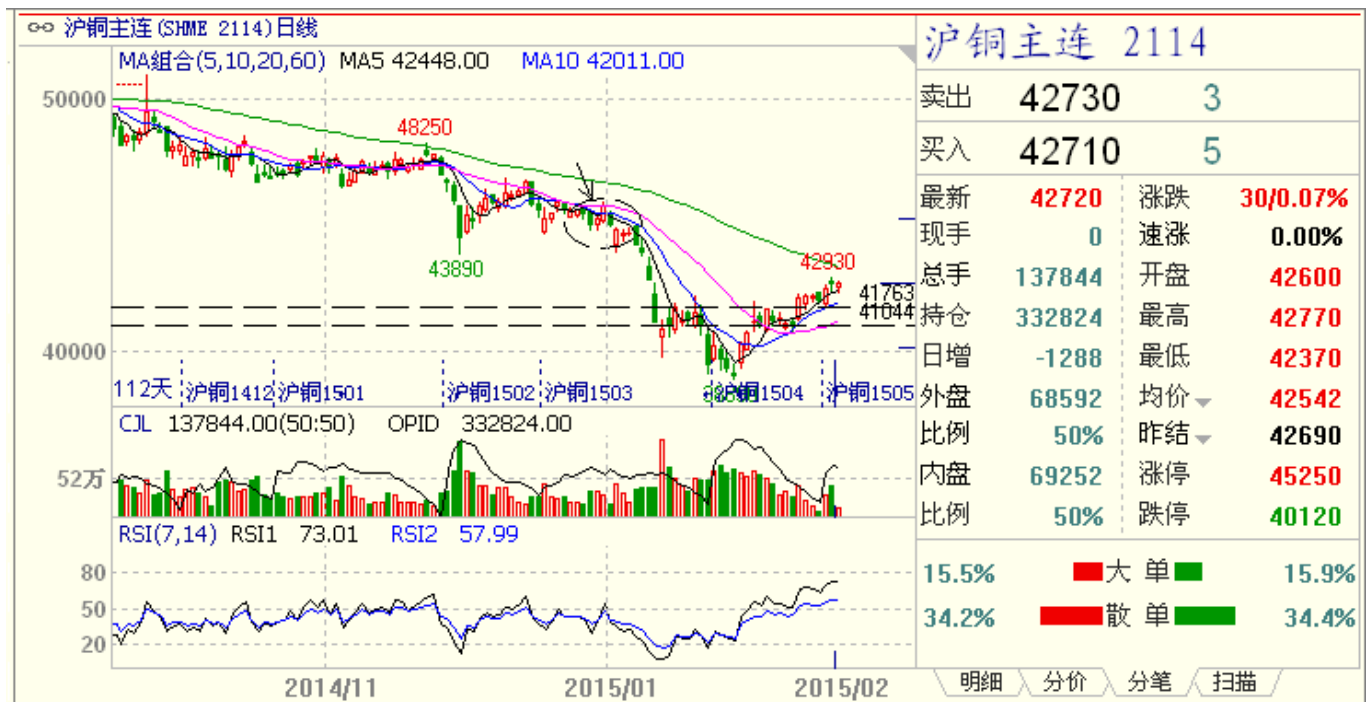 沪铜主连(SHME 2114)日线
MA组合(5,10,20,60) MA5 42448.00 MA10 42011.00
50000
48250
43890
42930
41763
41044
40000
112天 沪铜1412 沪铜1501 沪铜1502 沪铜1503 沪铜1504 沪铜1505
CJL 137844.00(50:50) OPID 332824.00
52万
RSI(7,14) RSI1 73.01 RSI2 57.99
80
50
20
2014/11 2015/01 2015/02
沪铜主连 2114
卖出 42730 3
买入 42710 5
最新 42720 涨跌 30/0.07%
现手 0 速涨 0.00%
总手 137844 开盘 42600
持仓 332824 最高 42770
日增 -1288 最低 42370
外盘 68592 均价 42542
比例 50% 昨结 42690
内盘 69252 涨停 45250
比例 50% 跌停 40120
15.5% 大单 15.9%
34.2% 散单 34.4%
明细 分价 分笔 扫描